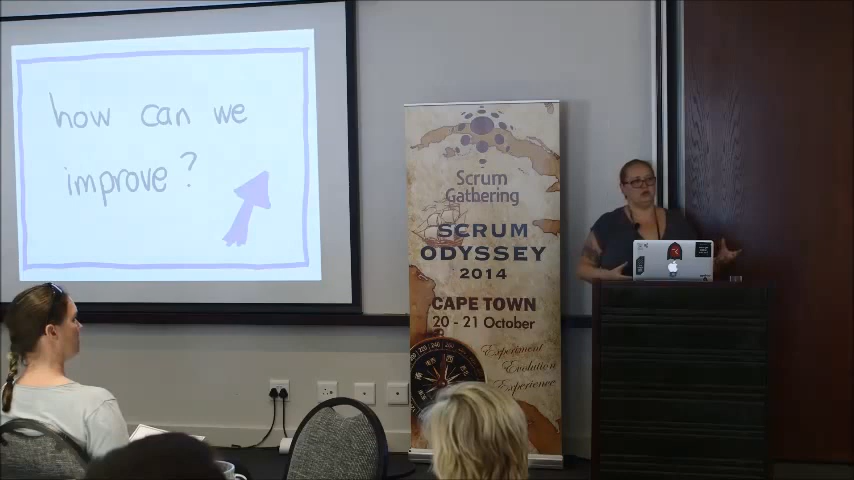 how can we
improve?
Scrum
Gathering
SCRUM
ODYSSEY
2014
CAPE TOWN
20 - 21 October
Experiment
Evolution
Experience